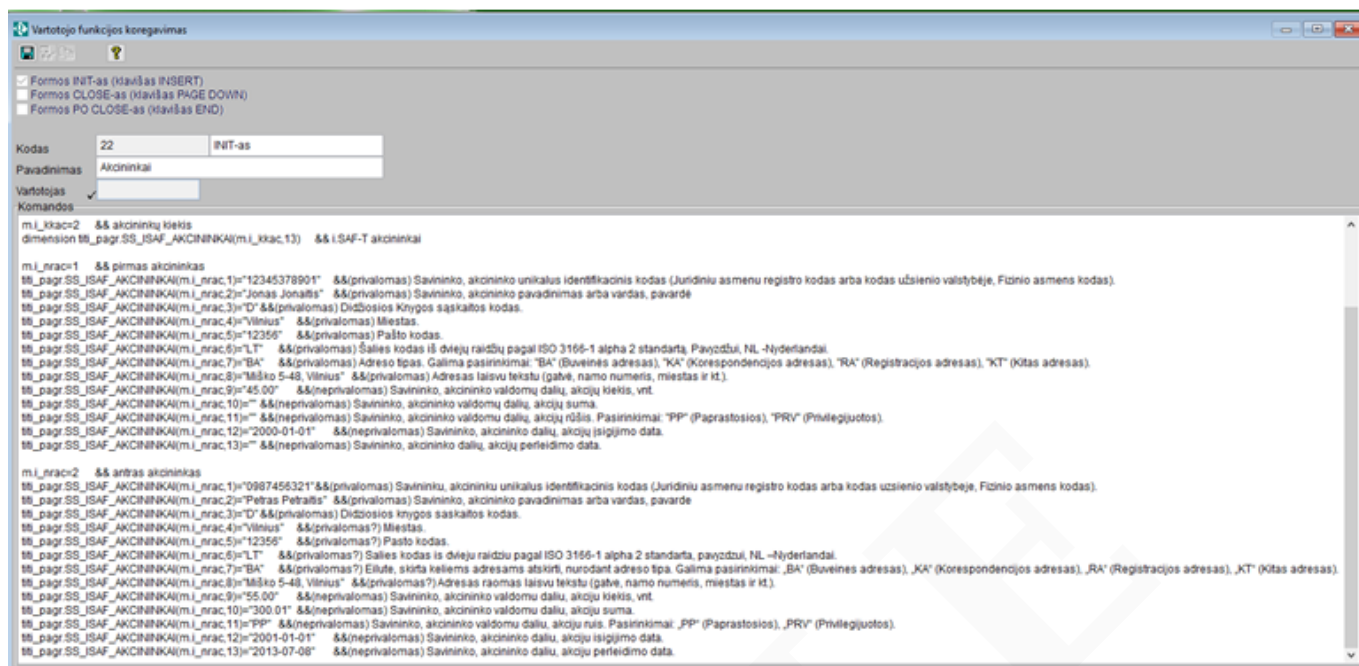 Vartotojo funkcijos koregavimas
Formos INIT-as (klavišas INSERT)
Formos CLOSE-as (klavišas PAGE DOWN)
Formos PO CLOSE-as (klavišas END)
Kodas 22 INIT-as
Pavadinimas Akcininkai
Vartotojas
Komandos
m.i_kkac=2 && akcininkų kiekis
dimension titi_pagr.SS_ISAF_AKCININKAI(m.i_kkac,13) && i.SAF-T akcininkai
m.i_nrac=1 && pirmas akcininkas
titi_pagr.SS_ISAF_AKCININKAI(m.i_nrac,1)="12345378901" &&(privalomas) Savininko, akcininko unikalus identifikacinis kodas (Juridiniu asmenu registro kodas arba kodas užsienio valstybėje, Fizinio asmens kodas).
titi_pagr.SS_ISAF_AKCININKAI(m.i_nrac,2)="Jonas Jonaitis" &&(privalomas) Savininko, akcininko pavadinimas arba vardas, pavardė
titi_pagr.SS_ISAF_AKCININKAI(m.i_nrac,3)="D" &&(privalomas) Didžiosios Knygos sąskaitos kodas.
titi_pagr.SS_ISAF_AKCININKAI(m.i_nrac,4)="Vilnius" &&(privalomas) Miestas.
titi_pagr.SS_ISAF_AKCININKAI(m.i_nrac,5)="12356" &&(privalomas) Pašto kodas.
titi_pagr.SS_ISAF_AKCININKAI(m.i_nrac,6)="LT" &&(privalomas) Šalies kodas iš dviejų raidžių pagal ISO 3166-1 alpha 2 standartą, Pavyzdžui, NL -Nyderlandai.
titi_pagr.SS_ISAF_AKCININKAI(m.i_nrac,7)="BA" &&(privalomas) Adreso tipas. Galima pasirinkimai: "BA" (Buveinės adresas), "KA" (Korespondencijos adresas), "RA" (Registracijos adresas), "KT" (Kitas adresas).
titi_pagr.SS_ISAF_AKCININKAI(m.i_nrac,8)="Miško 5-48, Vilnius" &&(privalomas) Adresas laisvu tekstu (gatvė, namo numeris, miestas ir kt.).
titi_pagr.SS_ISAF_AKCININKAI(m.i_nrac,9)="45.00" &&(neprivalomas) Savininko, akcininko valdomų dalių, akcijų kiekis, vnt.
titi_pagr.SS_ISAF_AKCININKAI(m.i_nrac,10)="" &&(neprivalomas) Savininko, akcininko valdomų dalių, akcijų suma.
titi_pagr.SS_ISAF_AKCININKAI(m.i_nrac,11)="" &&(neprivalomas) Savininko, akcininko valdomu dalių, akcijų rūšis. Pasirinkimai: "PP" (Paprastosios), "PRV" (Privilegijuotos).
titi_pagr.SS_ISAF_AKCININKAI(m.i_nrac,12)="2000-01-01" &&(neprivalomas) Savininko, akcininko dalių, akcijų įsigijimo data.
titi_pagr.SS_ISAF_AKCININKAI(m.i_nrac,13)="" &&(neprivalomas) Savininko, akcininko dalių, akcijų perleidimo data.
m.i_nrac=2 && antras akcininkas
titi_pagr.SS_ISAF_AKCININKAI(m.i_nrac,1)="0987456321"&&(privalomas) Savininku, akcininku unikalus identifikacinis kodas (Juridiniu asmenu registro kodas arba kodas uzsienio valstybeje, Fizinio asmens kodas).
titi_pagr.SS_ISAF_AKCININKAI(m.i_nrac,2)="Petras Petraitis" &&(privalomas) Savininko, akcininko pavadinimas arba vardas, pavarde
titi_pagr.SS_ISAF_AKCININKAI(m.i_nrac,3)="D"&&(privalomas) Didziosios knygos saskaitos kodas.
titi_pagr.SS_ISAF_AKCININKAI(m.i_nrac,4)="Vilnius" &&(privalomas?) Miestas.
titi_pagr.SS_ISAF_AKCININKAI(m.i_nrac,5)="12356" &&(privalomas?) Pasto kodas.
titi_pagr.SS_ISAF_AKCININKAI(m.i_nrac,6)="LT" &&(privalomas?) Salies kodas is dvieju raidziu pagal ISO 3166-1 alpha 2 standarta, pavyzdzui, NL –Nyderlandai.
titi_pagr.SS_ISAF_AKCININKAI(m.i_nrac,7)="BA" &&(privalomas?) Eilute, skirta keliems adresams atskirti, nurodant adreso tipa. Galima pasirinkimai: „BA" (Buveines adresas), „KA" (Korespondencijos adresas), „RA" (Registracijos adresas), „KT" (Kitas adresas).
titi_pagr.SS_ISAF_AKCININKAI(m.i_nrac,8)="Miško 5-48, Vilnius" &&(privalomas?) Adresas raomas laisvu tekstu (gatve, namo numeris, miestas ir kt.).
titi_pagr.SS_ISAF_AKCININKAI(m.i_nrac,9)="55.00" &&(neprivalomas) Savininko, akcininko valdomu daliu, akciju kiekis, vnt.
titi_pagr.SS_ISAF_AKCININKAI(m.i_nrac,10)="300.01" &&(neprivalomas) Savininko, akcininko valdomu daliu, akciju suma.
titi_pagr.SS_ISAF_AKCININKAI(m.i_nrac,11)="PP" &&(neprivalomas) Savininko, akcininko valdomu daliu, akciju ruis. Pasirinkimai: „PP" (Paprastosios), „PRV" (Privilegijuotos).
titi_pagr.SS_ISAF_AKCININKAI(m.i_nrac,12)="2001-01-01" &&(neprivalomas) Savininko, akcininko daliu, akciju isigijimo data.
titi_pagr.SS_ISAF_AKCININKAI(m.i_nrac,13)="2013-07-08" &&(neprivalomas) Savininko, akcininko daliu, akciju perleidimo data.